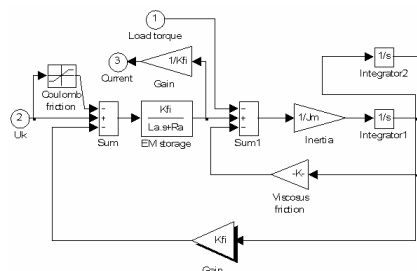 1
Load torque
3
Current
1/Kfi
Gain
1/s
Integrator2
Coulomb
friction
2
Uk
Sum
Kfi
La.s+Ra
EM storage
Sum1
1/Jm
Inertia
1/s
Integrator1
-K-
Viscosus
friction
Kfi
Gain